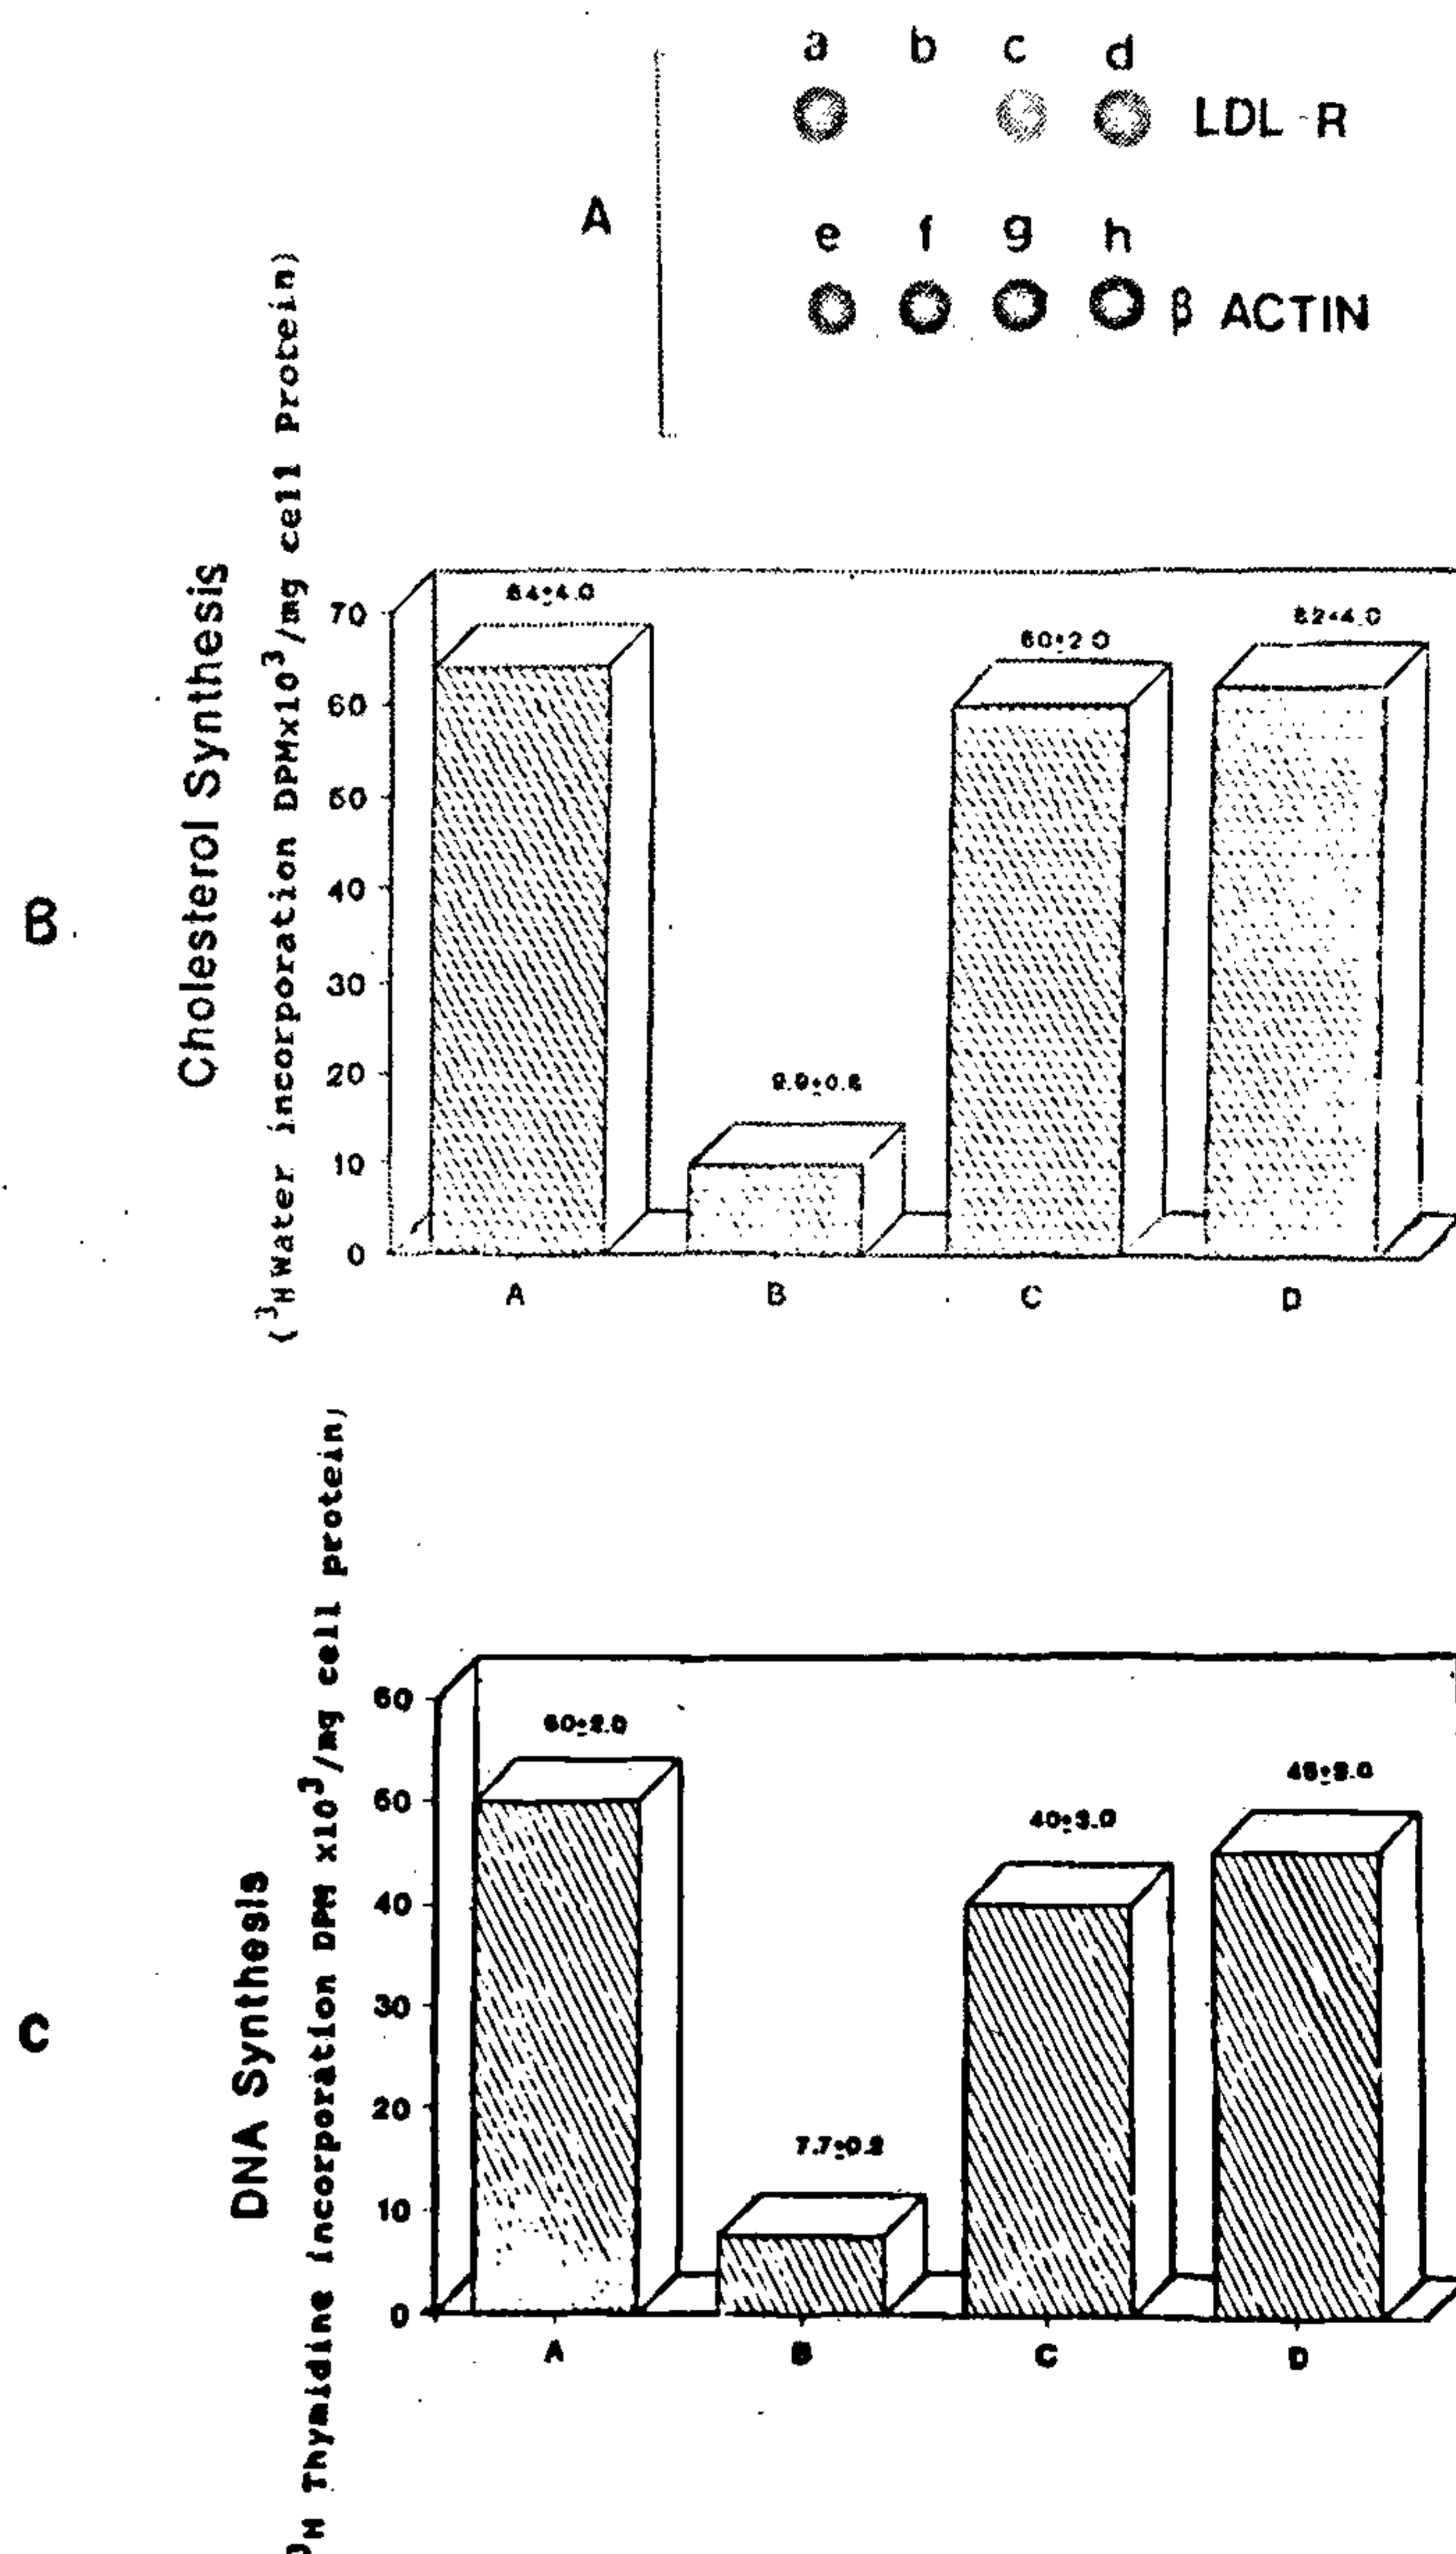 a b c d
LDL-R
A
e f g h
β ACTIN
B
Cholesterol Synthesis
(³H Water incorporation DPMx10³/mg cell Protein)
70
60
50
40
30
20
10
0
64±4.0
9.9±0.6
60±2.0
62±4.0
A B C D
C
DNA Synthesis
³H Thymidine incorporation DPM x10³/mg cell protein)
60
50
40
30
20
10
0
50±2.0
7.7±0.2
40±3.0
A B C D